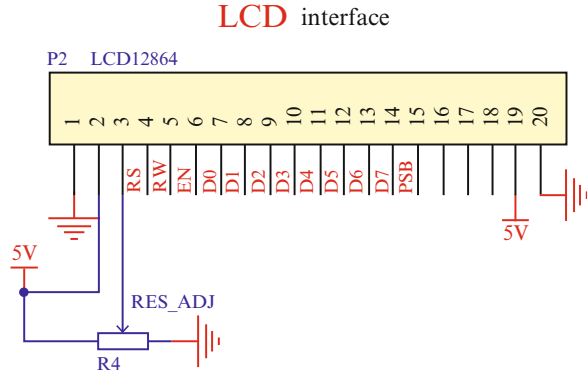 LCD interface
P2 LCD12864
1 2 3 4 5 6 7 8 9 10 11 12 13 14 15 16 17 18 19 20
RS RW EN D0 D1 D2 D3 D4 D5 D6 D7 PSB
5V
5V
RES_ADJ
R4